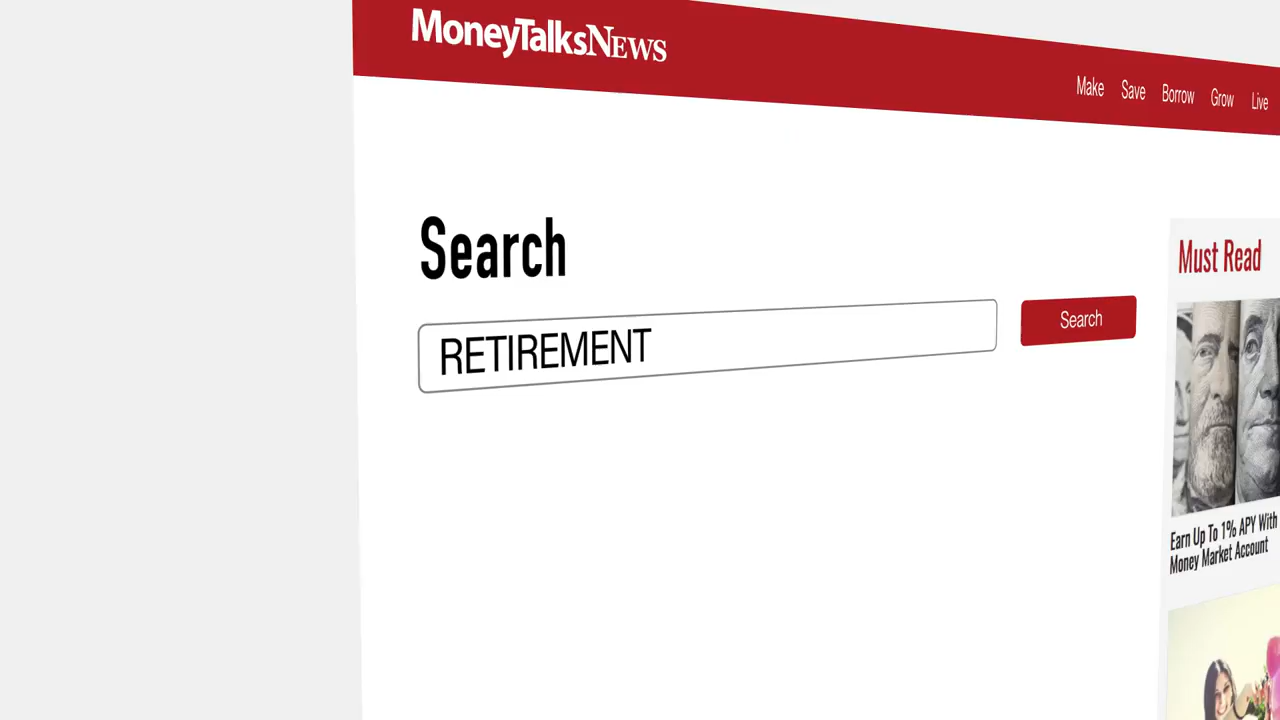 MoneyTalksNews
Make Save Borrow Grow Live
Search
RETIREMENT
Search
Must Read
Earn Up To 1% APY With
Money Market Account